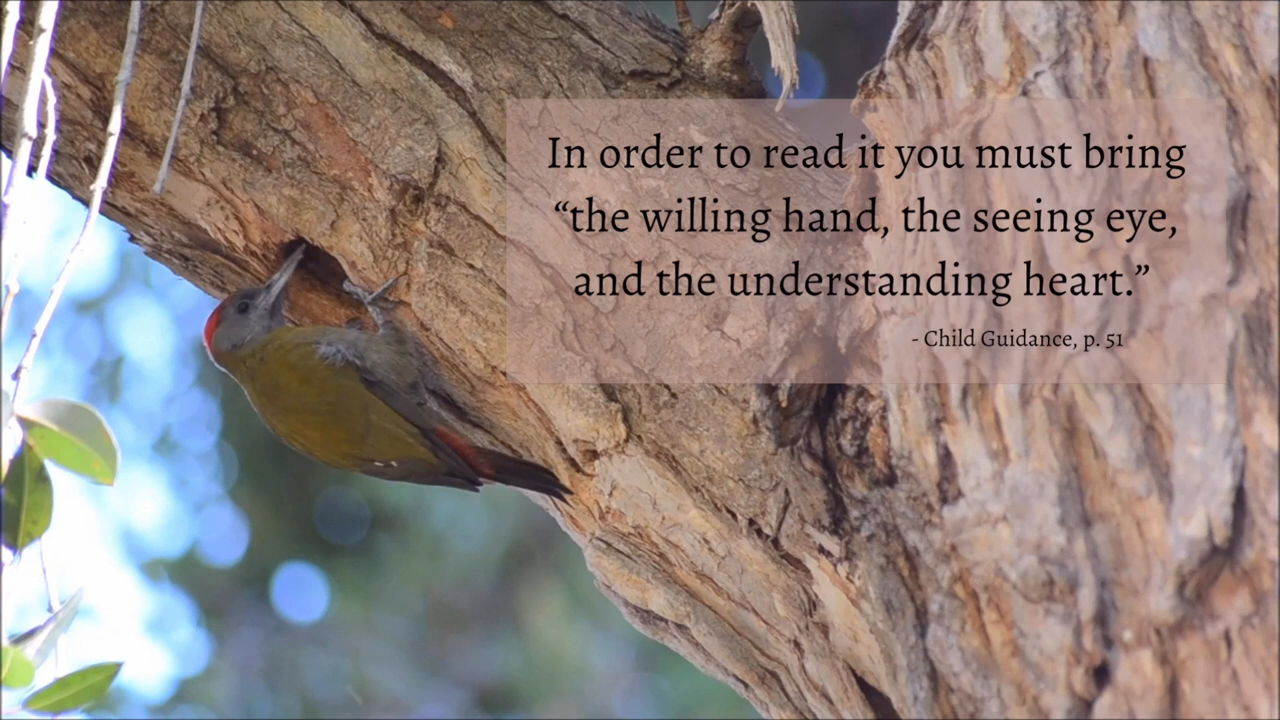 In order to read it you must bring
“the willing hand, the seeing eye,
and the understanding heart.”
- Child Guidance, p. 51